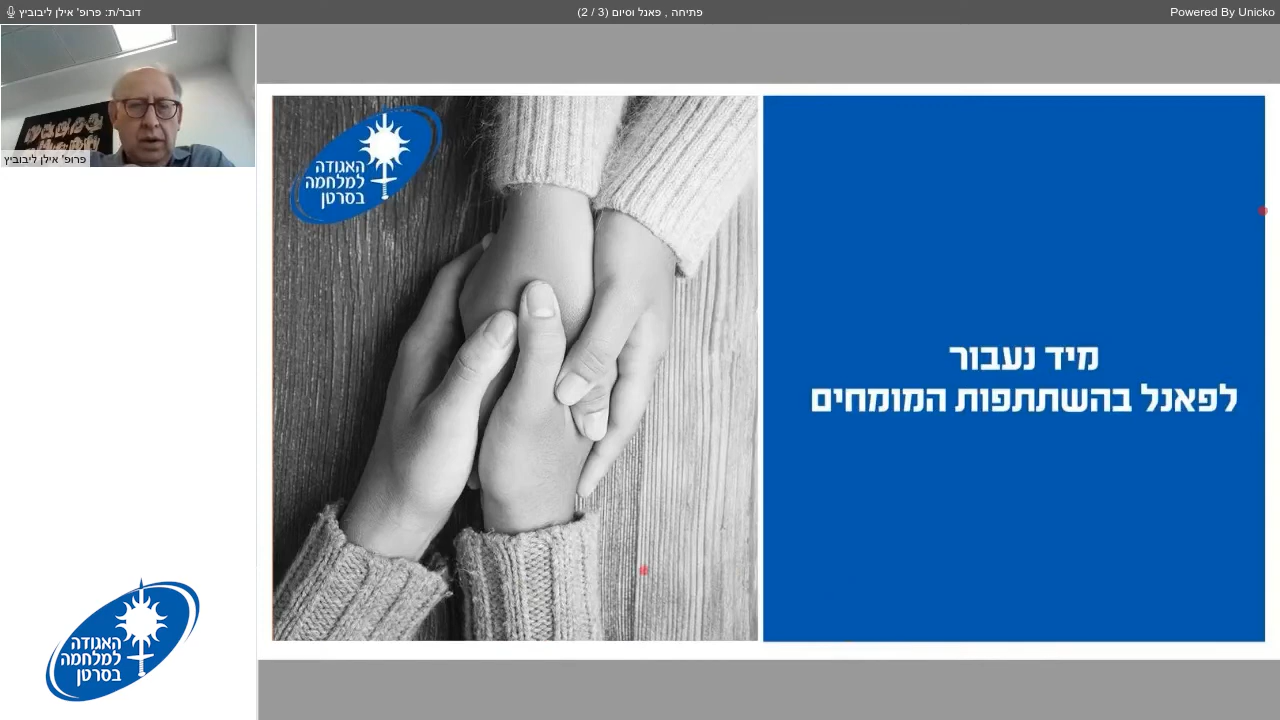 דובר/ת: פרופ' אילן ליבוביץ
פתיחה , פאנל וסיום (3 / 2)
Powered By Unicko
פרופ' אילן ליבוביץ
האגודה
למלחמה
בסרטן
מיד נעבור
לפאנל בהשתתפות המומחים
האגודה
למלחמה
בסרטן